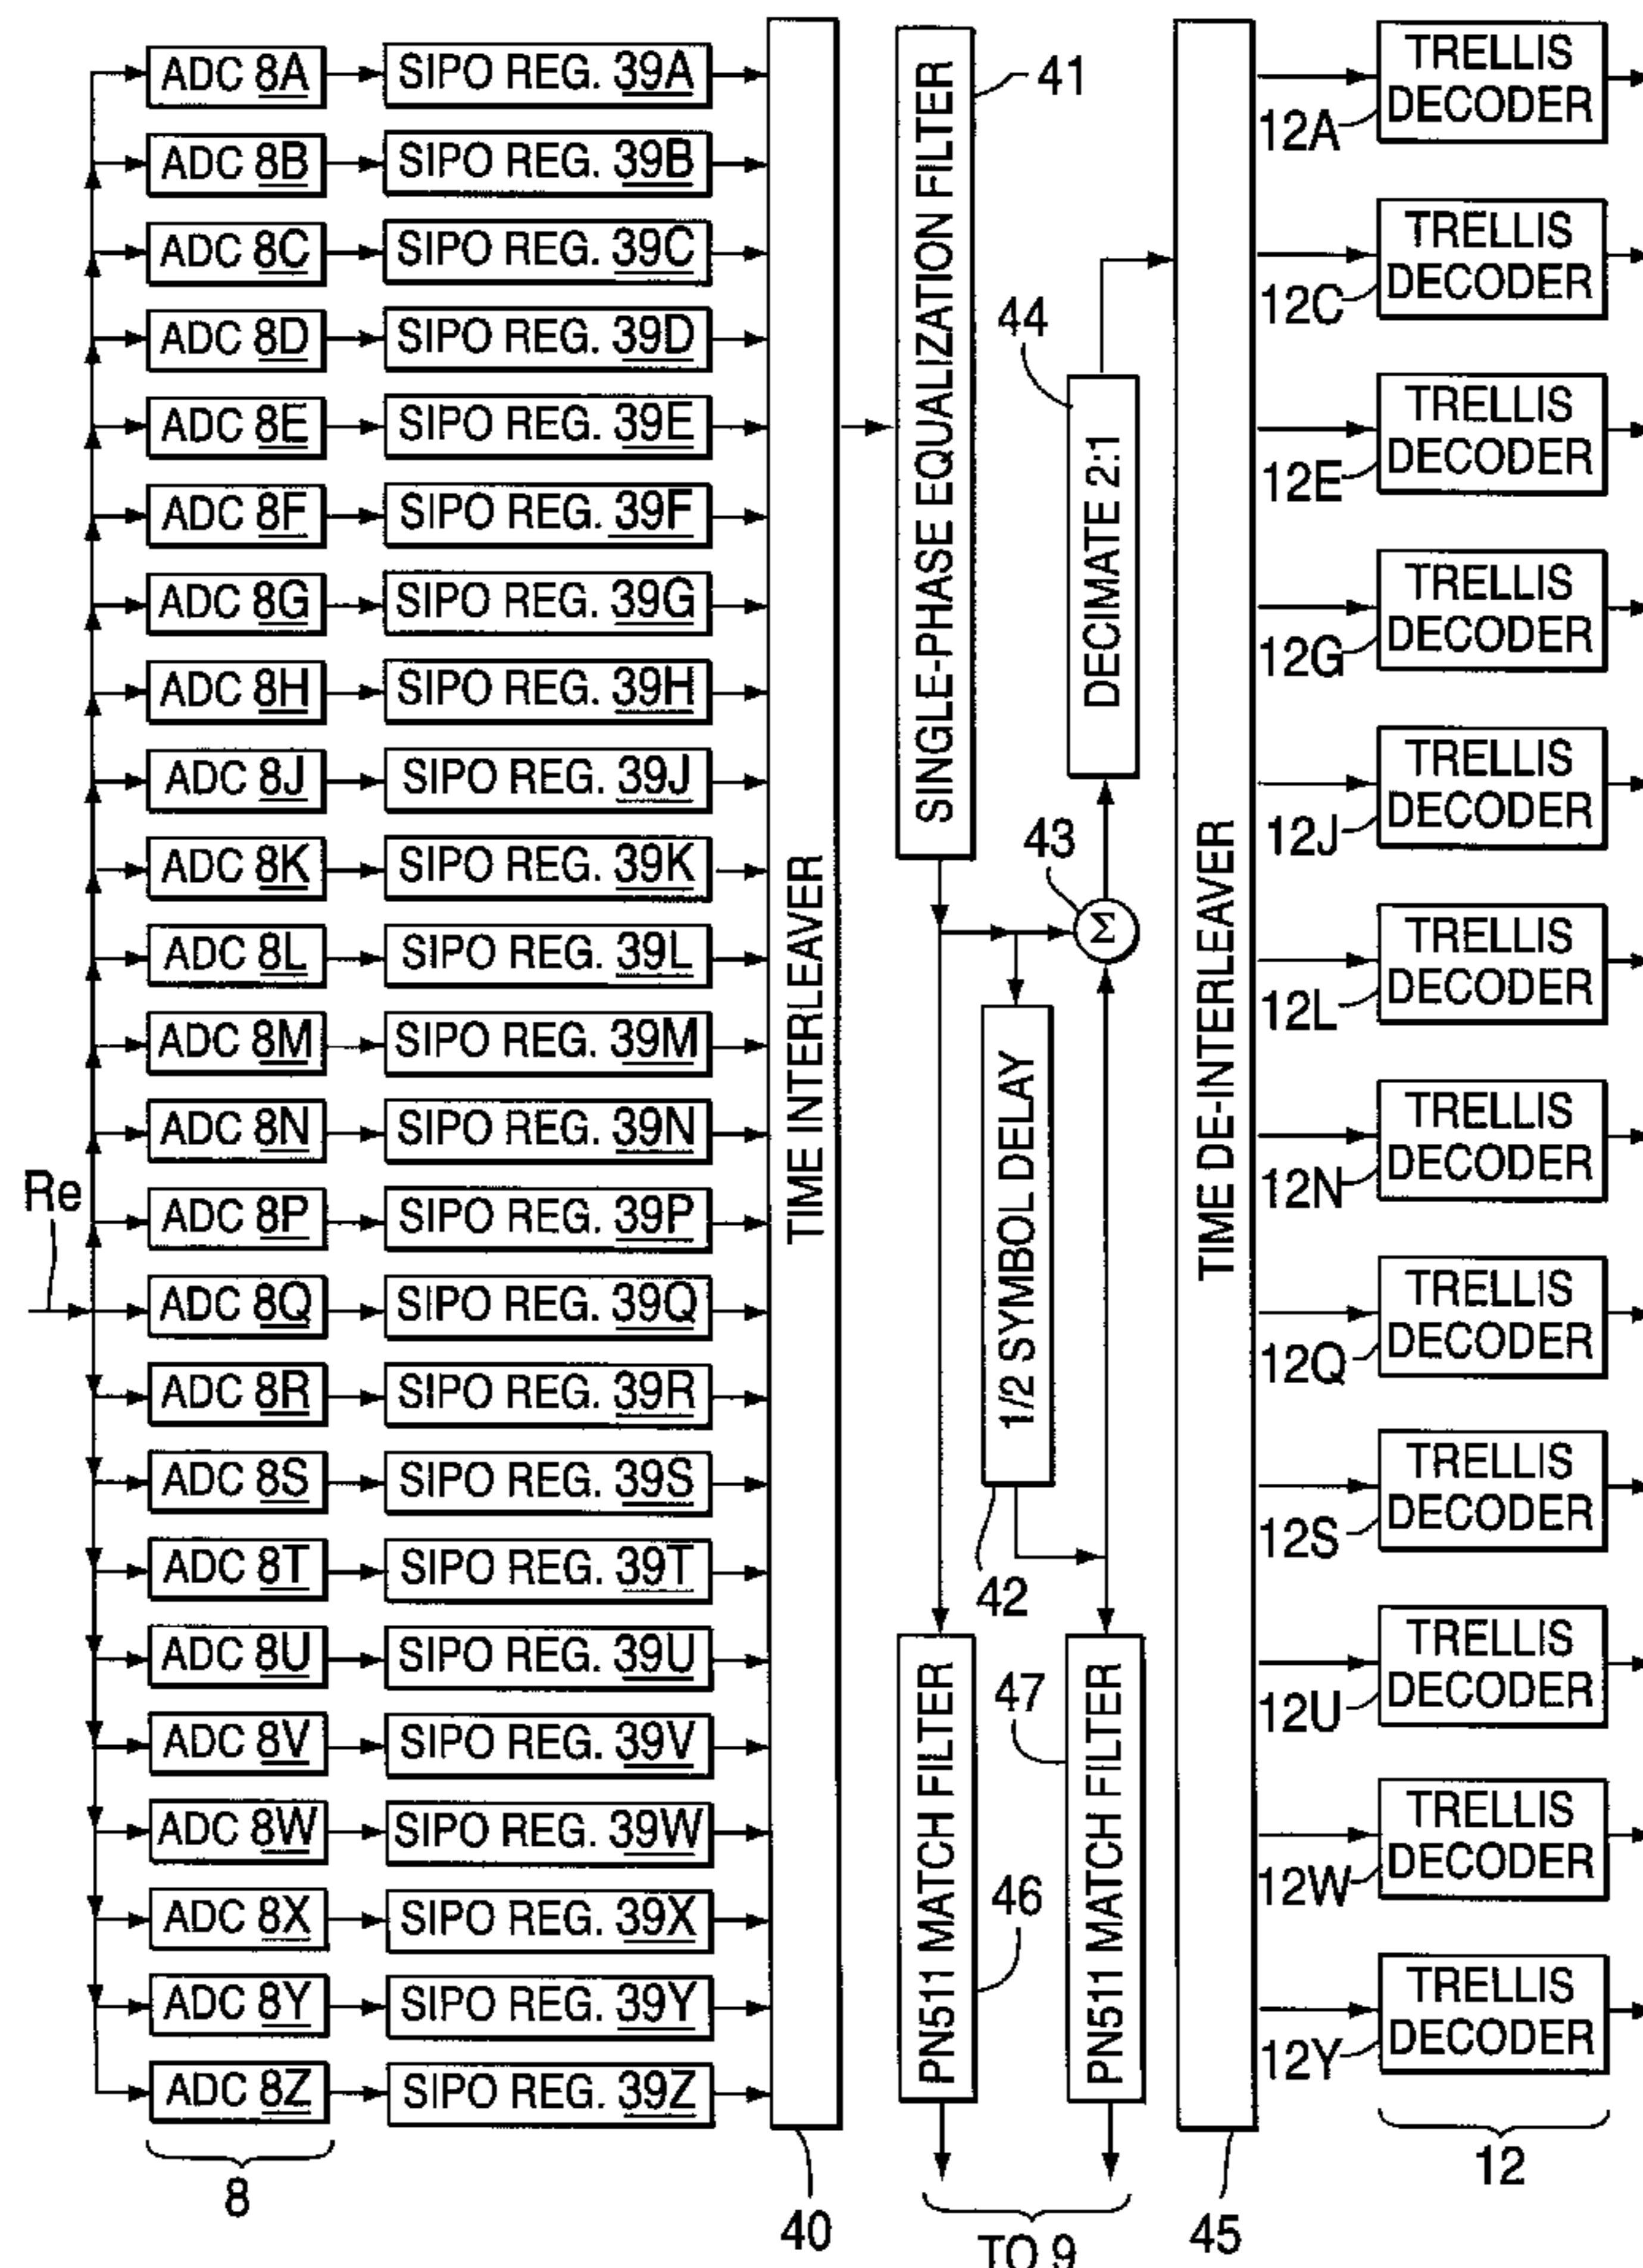 ADC 8A
SIPO REG. 39A
ADC 8B
SIPO REG. 39B
ADC 8C
SIPO REG. 39C
ADC 8D
SIPO REG. 39D
ADC 8E
SIPO REG. 39E
ADC 8F
SIPO REG. 39F
ADC 8G
SIPO REG. 39G
ADC 8H
SIPO REG. 39H
ADC 8J
SIPO REG. 39J
ADC 8K
SIPO REG. 39K
ADC 8L
SIPO REG. 39L
ADC 8M
SIPO REG. 39M
ADC 8N
SIPO REG. 39N
Re
ADC 8P
SIPO REG. 39P
ADC 8Q
SIPO REG. 39Q
ADC 8R
SIPO REG. 39R
ADC 8S
SIPO REG. 39S
ADC 8T
SIPO REG. 39T
ADC 8U
SIPO REG. 39U
ADC 8V
SIPO REG. 39V
ADC 8W
SIPO REG. 39W
ADC 8X
SIPO REG. 39X
ADC 8Y
SIPO REG. 39Y
ADC 8Z
SIPO REG. 39Z
8
TIME INTERLEAVER
40
SINGLE-PHASE EQUALIZATION FILTER
41
44
DECIMATE 2:1
43
Σ
1/2 SYMBOL DELAY
42
PN511 MATCH FILTER
46
47
PN511 MATCH FILTER
TO 9
TIME DE-INTERLEAVER
45
TRELLIS
DECODER
12A
TRELLIS
DECODER
12C
TRELLIS
DECODER
12E
TRELLIS
DECODER
12G
TRELLIS
DECODER
12J
TRELLIS
DECODER
12L
TRELLIS
DECODER
12N
TRELLIS
DECODER
12Q
TRELLIS
DECODER
12S
TRELLIS
DECODER
12U
TRELLIS
DECODER
12W
TRELLIS
DECODER
12Y
12